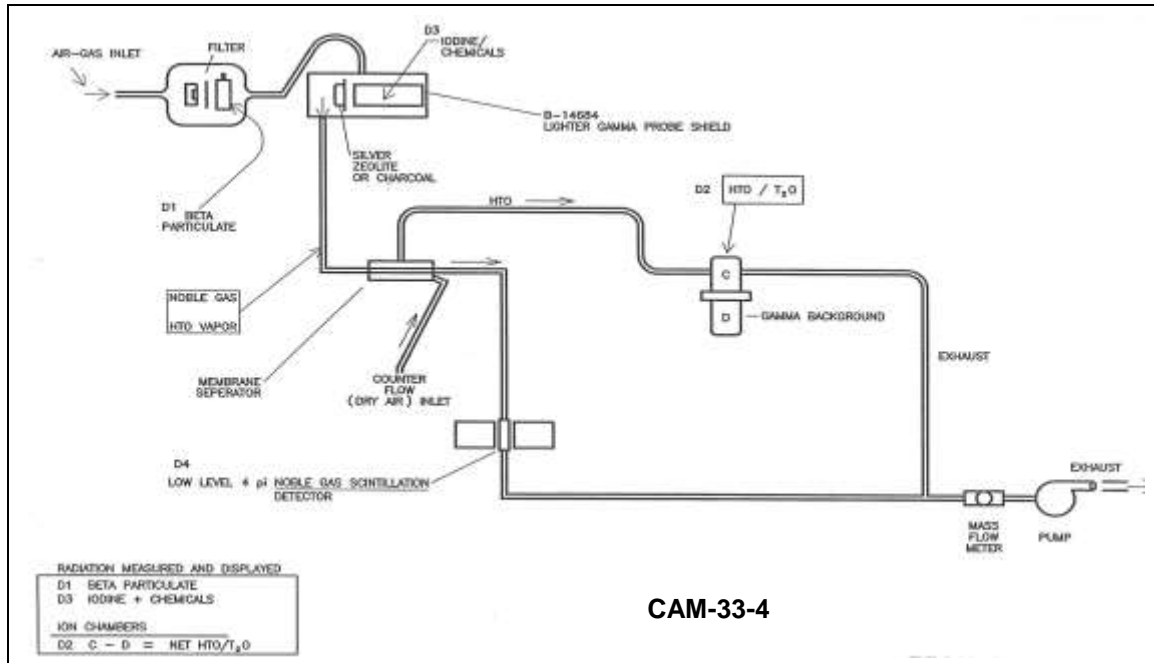 AIR-GAS INLET
FILTER
D3
IODINE/
CHEMICALS
B-14684
LIGHTER GAMMA PROBE SHIELD
SILVER
ZEOLITE
OR CHARCOAL
D1
BETA
PARTICULATE
HTO
D2
HTO / T₂O
C
D
GAMMA BACKGROUND
NOBLE GAS
HTO VAPOR
MEMBRANE
SEPERATOR
COUNTER
FLOW
(DRY AIR) INLET
EXHAUST
D4
LOW LEVEL 4 pi NOBLE GAS SCINTILLATION
DETECTOR
EXHAUST
MASS
FLOW
METER
PUMP
RADIATION MEASURED AND DISPLAYED
D1 BETA PARTICULATE
D3 IODINE + CHEMICALS
ION CHAMBERS
D2 C - D = NET HTO/T₂O
CAM-33-4